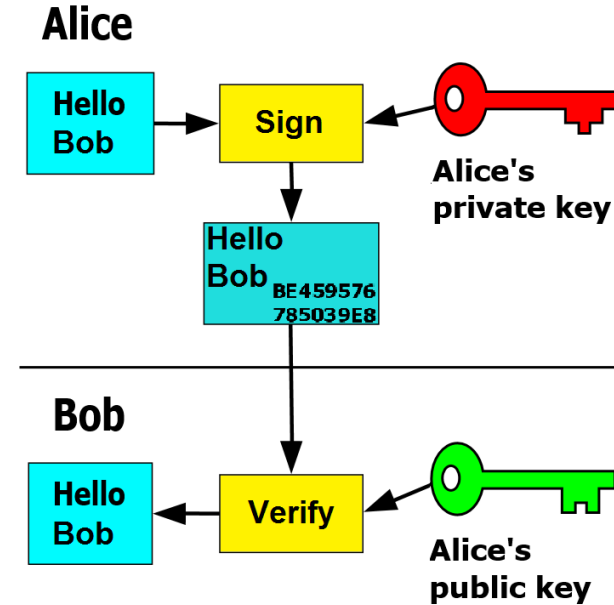 Alice
Hello
Bob
Sign
Alice's
private key
Hello
Bob
BE459576
785039E8
Bob
Hello
Bob
Verify
Alice's
public key